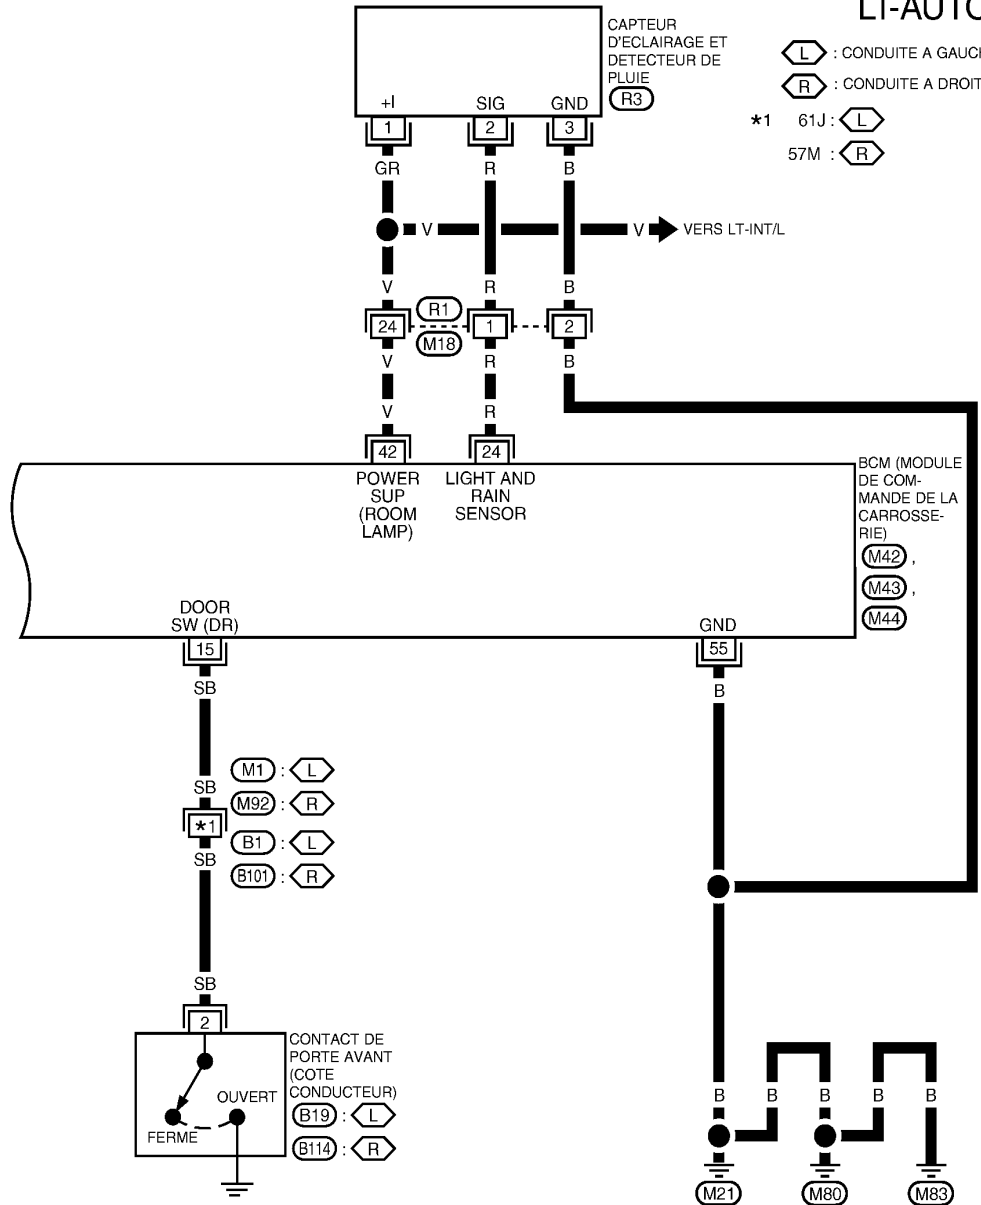 LT-AUTO
CAPTEUR
D'ECLAIRAGE ET
DETECTEUR DE
PLUIE
R3
L : CONDUITE A GAUCH
R : CONDUITE A DROIT
*1 61J : L
57M : R
+I SIG GND
1 2 3
GR R B
V V VERS LT-INT/L
V R B
R1
24 1 2
M18
V R B
V R
42 24
POWER
SUP
(ROOM
LAMP)
LIGHT AND
RAIN
SENSOR
BCM (MODULE
DE COM-
MANDE DE LA
CARROSSE-
RIE)
M42 ,
M43 ,
M44
DOOR
SW (DR)
GND
15 55
SB B
M1 : L
SB
M92 : R
*1
B1 : L
SB
B101 : R
SB
2
CONTACT DE
PORTE AVANT
(COTE
CONDUCTEUR)
OUVERT
FERME
B19 : L
B114 : R
B B B B B
M21 M80 M83